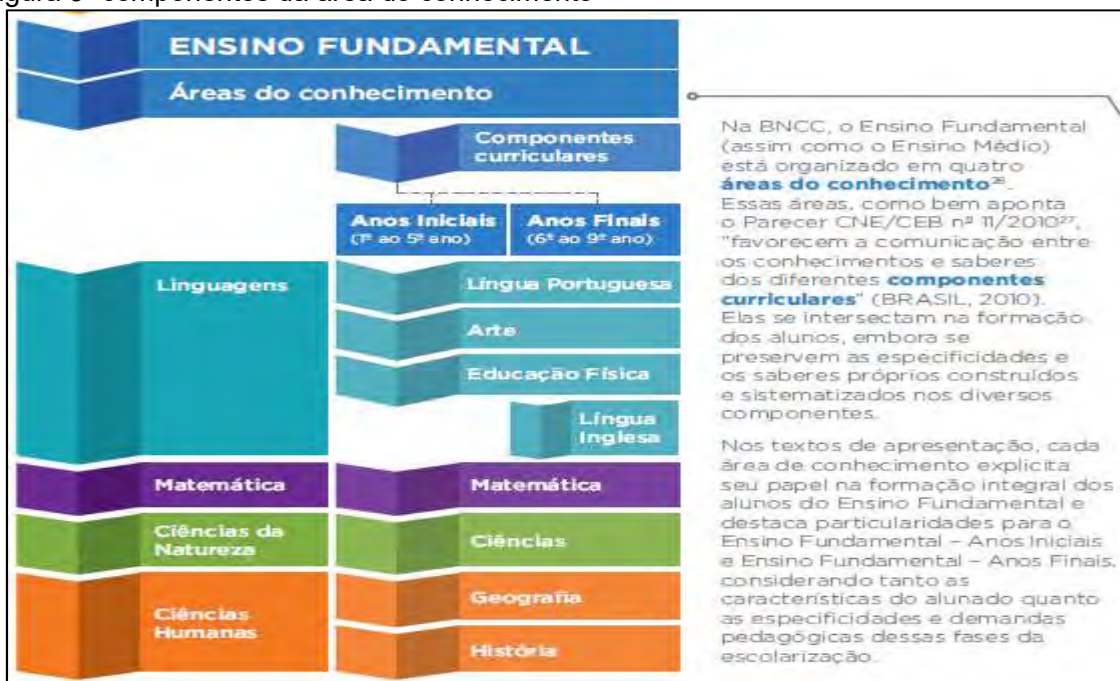 ENSINO FUNDAMENTAL
Áreas do conhecimento
Componentes
curriculares
Anos Iniciais
(1º ao 5º ano)
Anos Finais
(6º ao 9º ano)
Linguagens
Língua Portuguesa
Arte
Educação Física
Língua
Inglesa
Matemática
Matemática
Ciências da
Natureza
Ciências
Ciências
Humanas
Geografia
História
Na BNCC, o Ensino Fundamental
(assim como o Ensino Médio)
está organizado em quatro
áreas do conhecimento²⁶.
Essas áreas, como bem aponta
o Parecer CNE/CEB nº 11/2010²⁷,
"favorecem a comunicação entre
os conhecimentos e saberes
dos diferentes componentes
curriculares" (BRASIL, 2010).
Elas se intersectam na formação
dos alunos, embora se
preservem as especificidades e
os saberes próprios construídos
e sistematizados nos diversos
componentes.
Nos textos de apresentação, cada
área de conhecimento explicita
seu papel na formação integral dos
alunos do Ensino Fundamental e
destaca particularidades para o
Ensino Fundamental – Anos Iniciais
e Ensino Fundamental – Anos Finais,
considerando tanto as
características do alunado quanto
as especificidades e demandas
pedagógicas dessas fases da
escolarização.